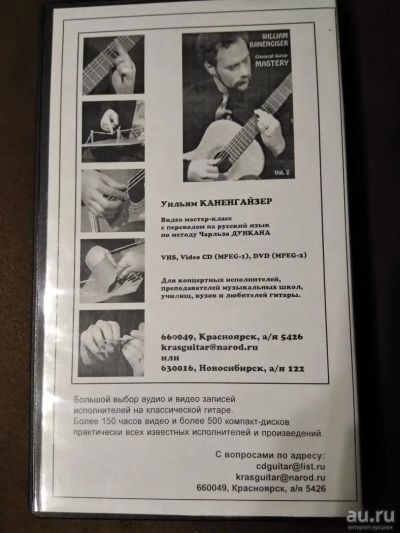 WILLIAM
KANENGISER
Classical Guitar
MASTERY
Vol. 2
Уильям КАНЕНГАЙЗЕР
Видео мастер-класс
с переводом на русский язык
по методу Чарльза ДУНКАНА
VHS, Video CD (MPEG-1), DVD (MPEG-2)
Для концертных исполнителей,
преподавателей музыкальных школ,
училищ, вузов и любителей гитары.
660049, Красноярск, а/я 5426
krasguitar@narod.ru
или
630016, Новосибирск, а/я 122
Большой выбор аудио и видео записей
исполнителей на классической гитаре.
Более 150 часов видео и более 500 компакт-дисков
практически всех известных исполнителей и произведений.
С вопросами по адресу:
cdguitar@list.ru
krasguitar@narod.ru
660049, Красноярск, а/я 5426
au.ru
интернет-аукцион